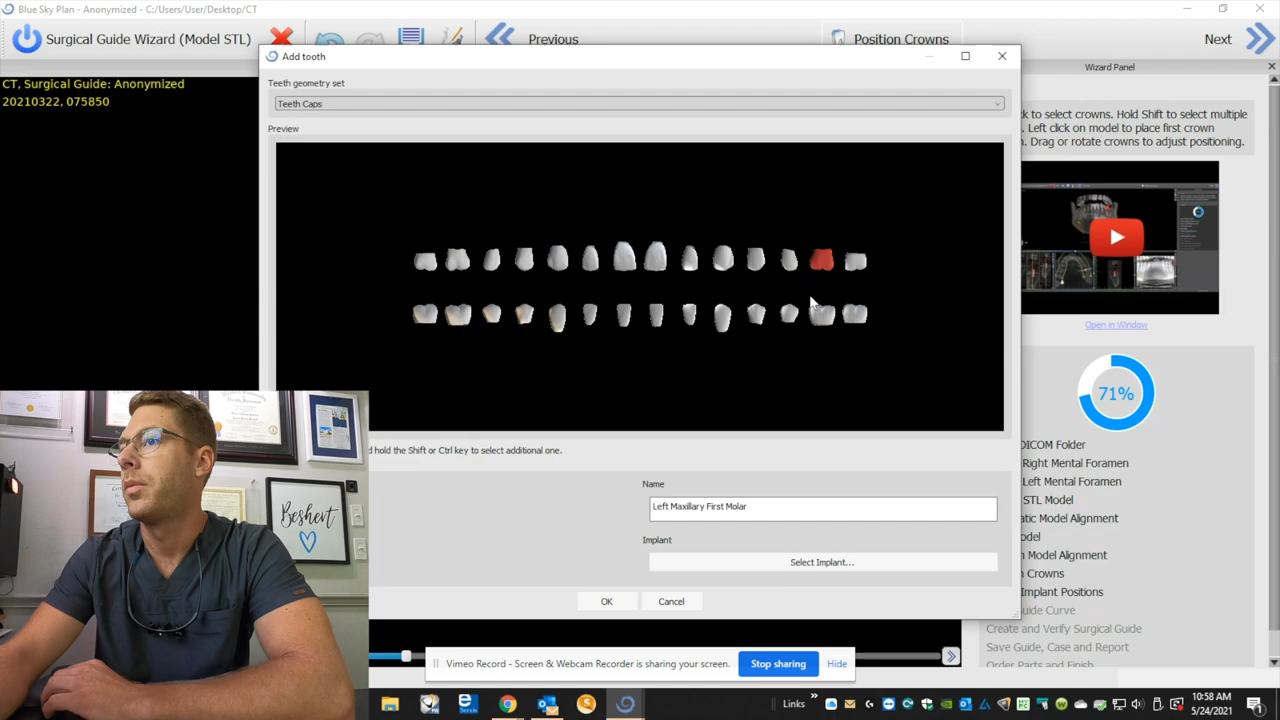 Blue Sky Plan - Anonymized - C:/Users/User/Desktop/CT
Surgical Guide Wizard (Model STL)
Previous
Position Crowns
Next
CT, Surgical Guide: Anonymized
20210322, 075850
Add tooth
Teeth geometry set
Teeth Caps
Preview
hold the Shift or Ctrl key to select additional one.
Name
Left Maxillary First Molar
Implant
Select Implant...
OK
Cancel
Wizard Panel
to select crowns. Hold Shift to select multiple
Left click on model to place first crown
Drag or rotate crowns to adjust positioning.
Open in Window
71%
DICOM Folder
Right Mental Foramen
Left Mental Foramen
STL Model
Model Alignment
Model Alignment
Crowns
Implant Positions
Guide Curve
Create and Verify Surgical Guide
Save Guide, Case and Report
Order Parts and Finish
Beshert
Vimeo Record - Screen & Webcam Recorder is sharing your screen.
Stop sharing
Hide
Links
10:58 AM
5/24/2021